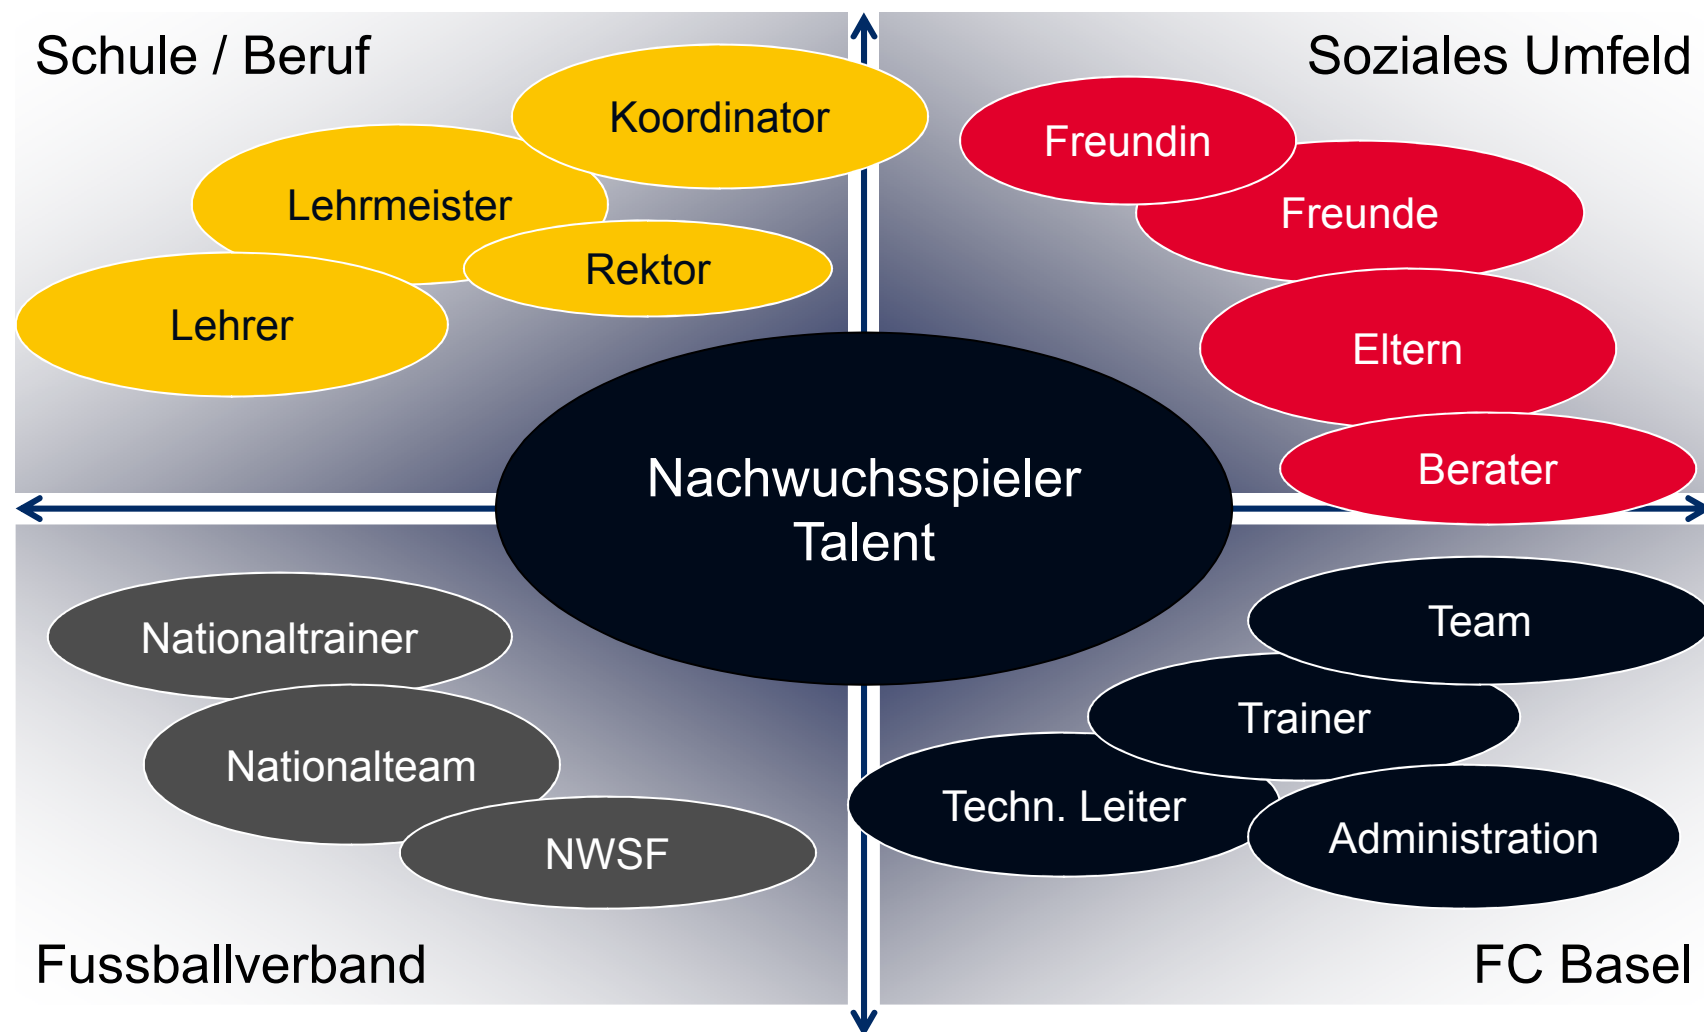 Schule / Beruf
Soziales Umfeld
Koordinator
Lehrmeister
Rektor
Lehrer
Freundin
Freunde
Eltern
Berater
Nachwuchsspieler
Talent
Nationaltrainer
Nationalteam
NWSF
Team
Trainer
Techn. Leiter
Administration
Fussballverband
FC Basel